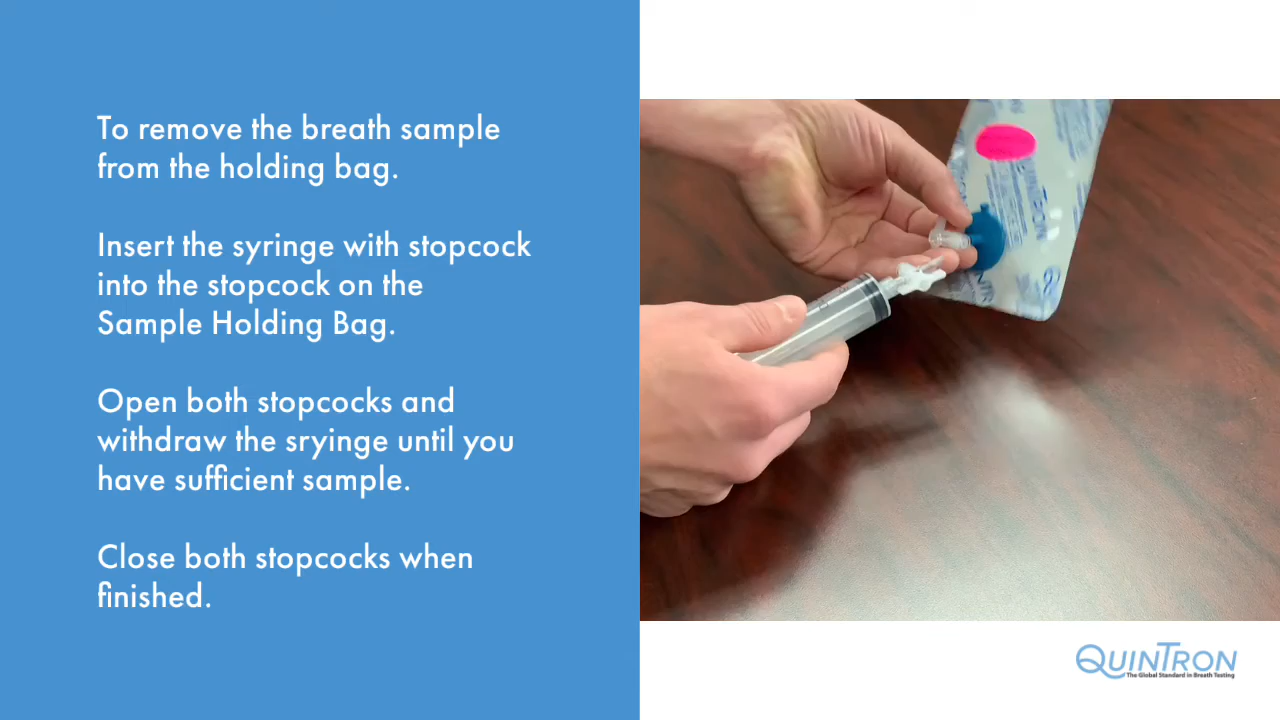 To remove the breath sample
from the holding bag.
Insert the syringe with stopcock
into the stopcock on the
Sample Holding Bag.
Open both stopcocks and
withdraw the sryinge until you
have sufficient sample.
Close both stopcocks when
finished.
QUINTRON
The Global Standard in Breath Testing